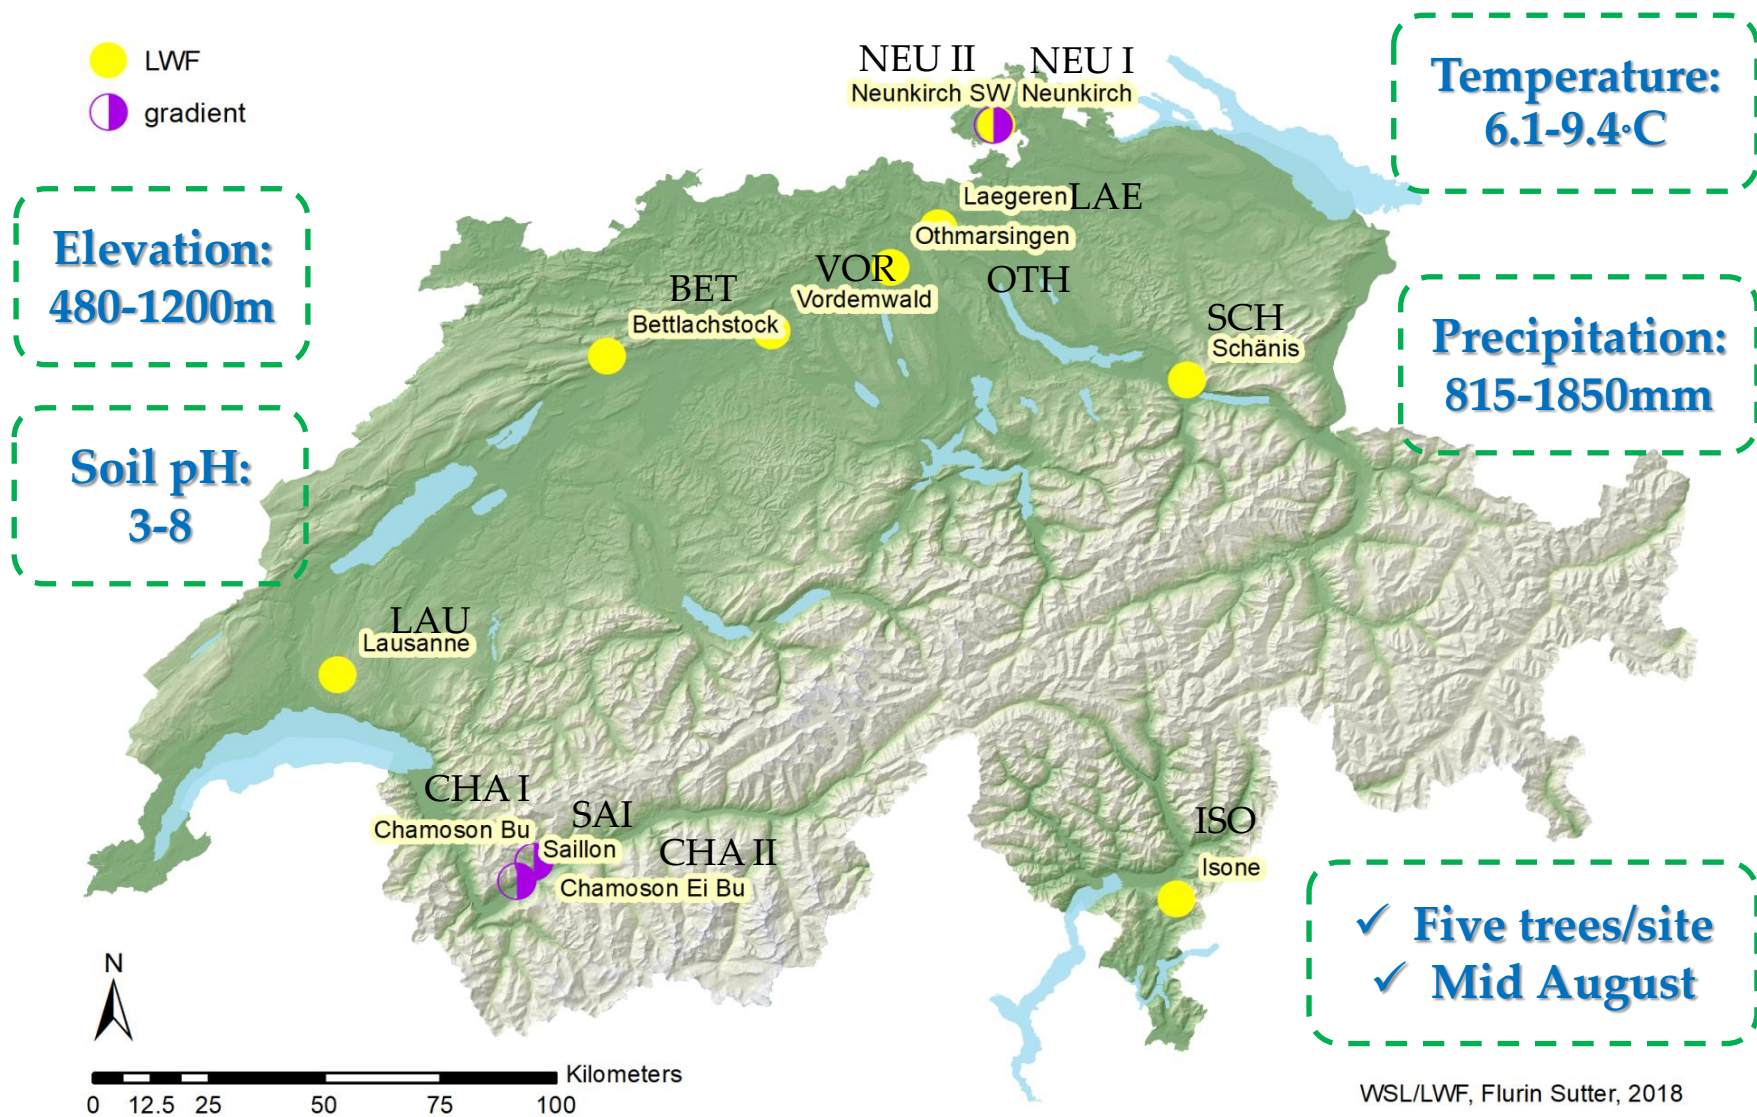 LWF
gradient
NEU II
NEU I
Neunkirch SW
Neunkirch
Temperature:
6.1-9.4°C
Laegeren
LAE
Othmarsingen
Elevation:
480-1200m
VOR
OTH
BET
Vordemwald
Bettlachstock
SCH
Schänis
Precipitation:
815-1850mm
Soil pH:
3-8
LAU
Lausanne
CHA I
SAI
Chamoson Bu
Saillon
CHA II
Chamoson Ei Bu
ISO
Isone
✓ Five trees/site
✓ Mid August
N
Kilometers
0 12.5 25 50 75 100
WSL/LWF, Flurin Sutter, 2018